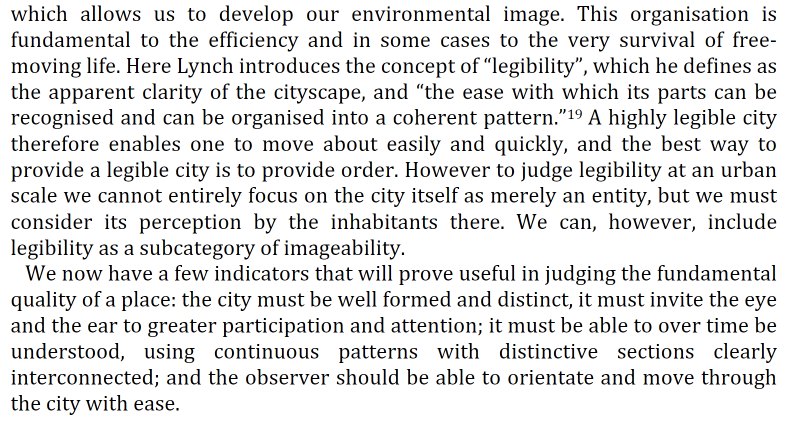 which allows us to develop our environmental image. This organisation is
fundamental to the efficiency and in some cases to the very survival of free-
moving life. Here Lynch introduces the concept of “legibility”, which he defines as
the apparent clarity of the cityscape, and “the ease with which its parts can be
recognised and can be organised into a coherent pattern.”19 A highly legible city
therefore enables one to move about easily and quickly, and the best way to
provide a legible city is to provide order. However to judge legibility at an urban
scale we cannot entirely focus on the city itself as merely an entity, but we must
consider its perception by the inhabitants there. We can, however, include
legibility as a subcategory of imageability.
We now have a few indicators that will prove useful in judging the fundamental
quality of a place: the city must be well formed and distinct, it must invite the eye
and the ear to greater participation and attention; it must be able to over time be
understood, using continuous patterns with distinctive sections clearly
interconnected; and the observer should be able to orientate and move through
the city with ease.